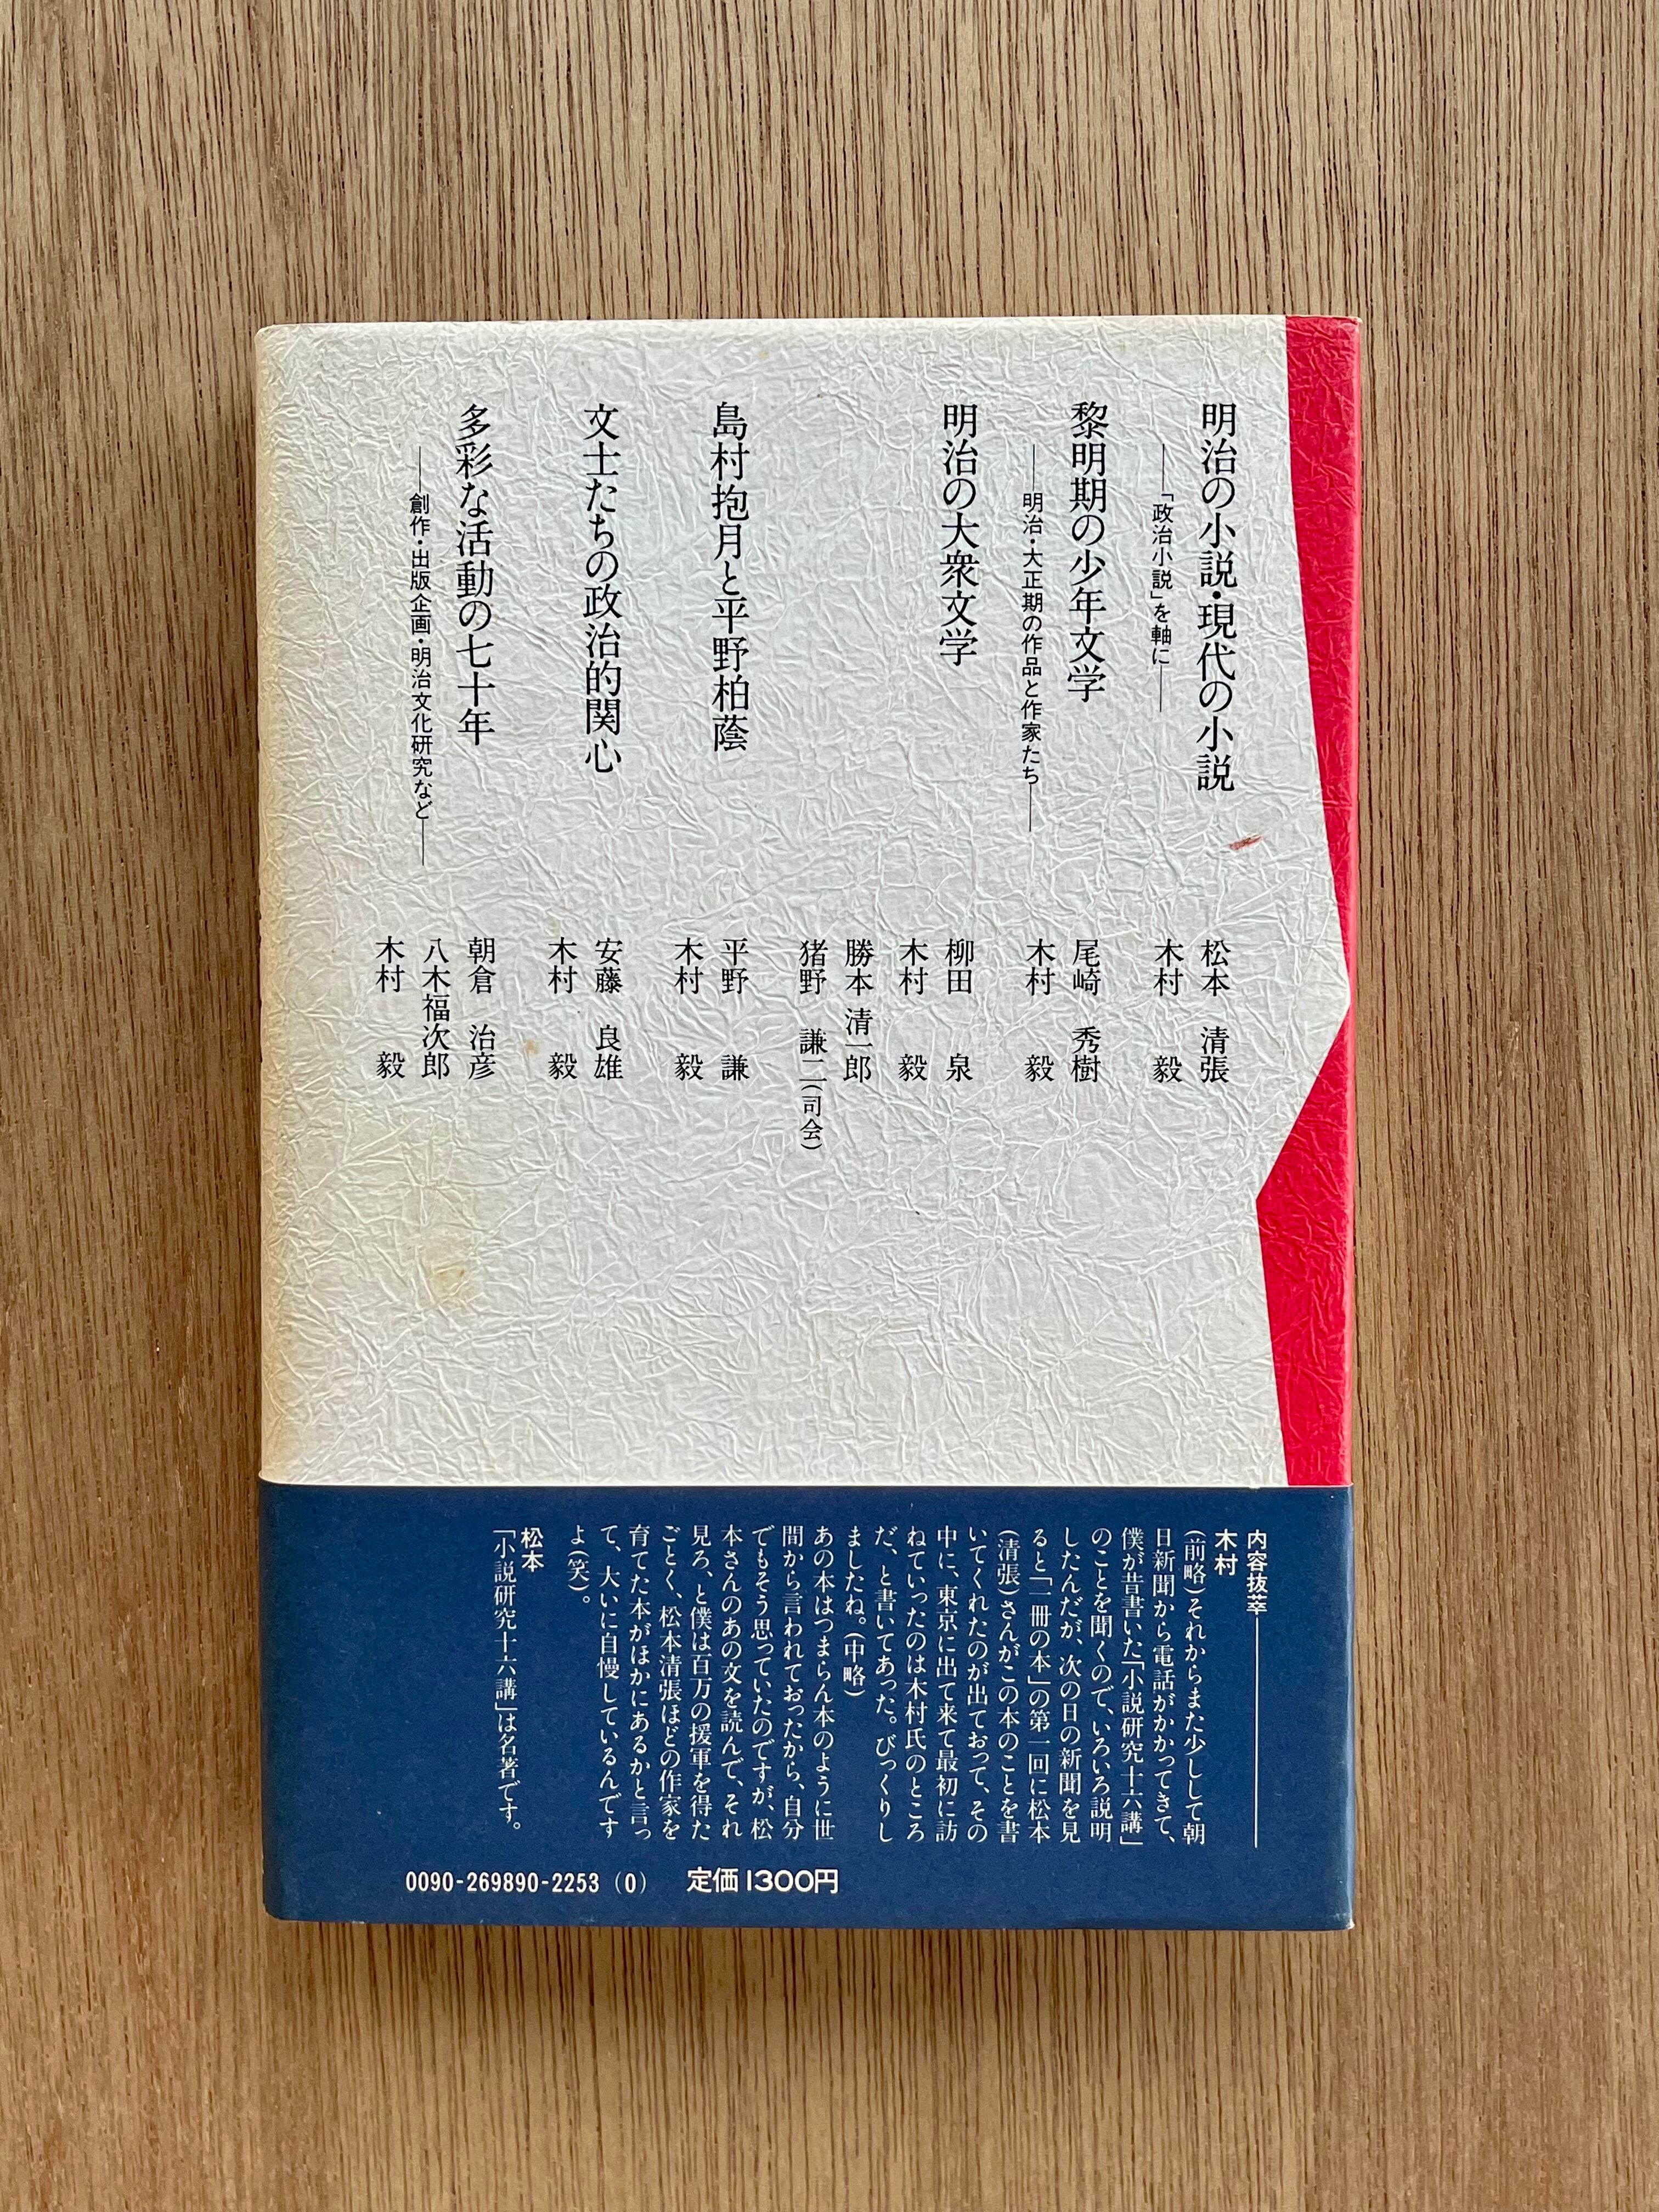 明治の小説・現代の小説
――「政治小説」を軸に――
松本 清張
木村 毅
黎明期の少年文学
――明治・大正期の作品と作家たち――
尾崎 秀樹
木村 毅
明治の大衆文学
柳田 泉
木村 毅
勝本 清一郎
猪野 謙二(司会)
島村抱月と平野柏蔭
平野 謙
木村 毅
文士たちの政治的関心
安藤 良雄
木村 毅
多彩な活動の七十年
――創作・出版企画・明治文化研究など――
朝倉 治彦
八木福次郎
木村 毅
内容抜萃――
木村
(前略)それからまた少しして朝
日新聞から電話がかかってきて、
僕が昔書いた「小説研究十六講」
のことを聞くので、いろいろ説明
したんだが、次の日の新聞を見
ると「一冊の本」の第一回に松本
(清張)さんがこの本のことを書
いてくれたのが出ておって、その
中に、東京に出て来て最初に訪
ねていったのは木村氏のところ
だ、と書いてあった。びっくりし
ましたね。(中略)
あの本はつまらん本のように世
間から言われておったから、自分
でもそう思っていたのですが、松
本さんのあの文を読んで、それ
見ろ、と僕は百万の援軍を得た
ごとく、松本清張ほどの作家を
育てた本がほかにあるかと言っ
て、大いに自慢しているんです
よ(笑)。
松本
「小説研究十六講」は名著です。
0090-269890-2253(0) 定価1300円